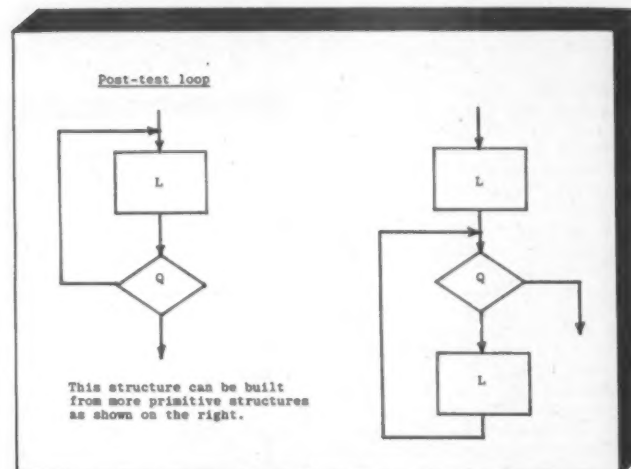 Post-test loop
L
Q
L
Q
L
This structure can be built
from more primitive structures
as shown on the right.